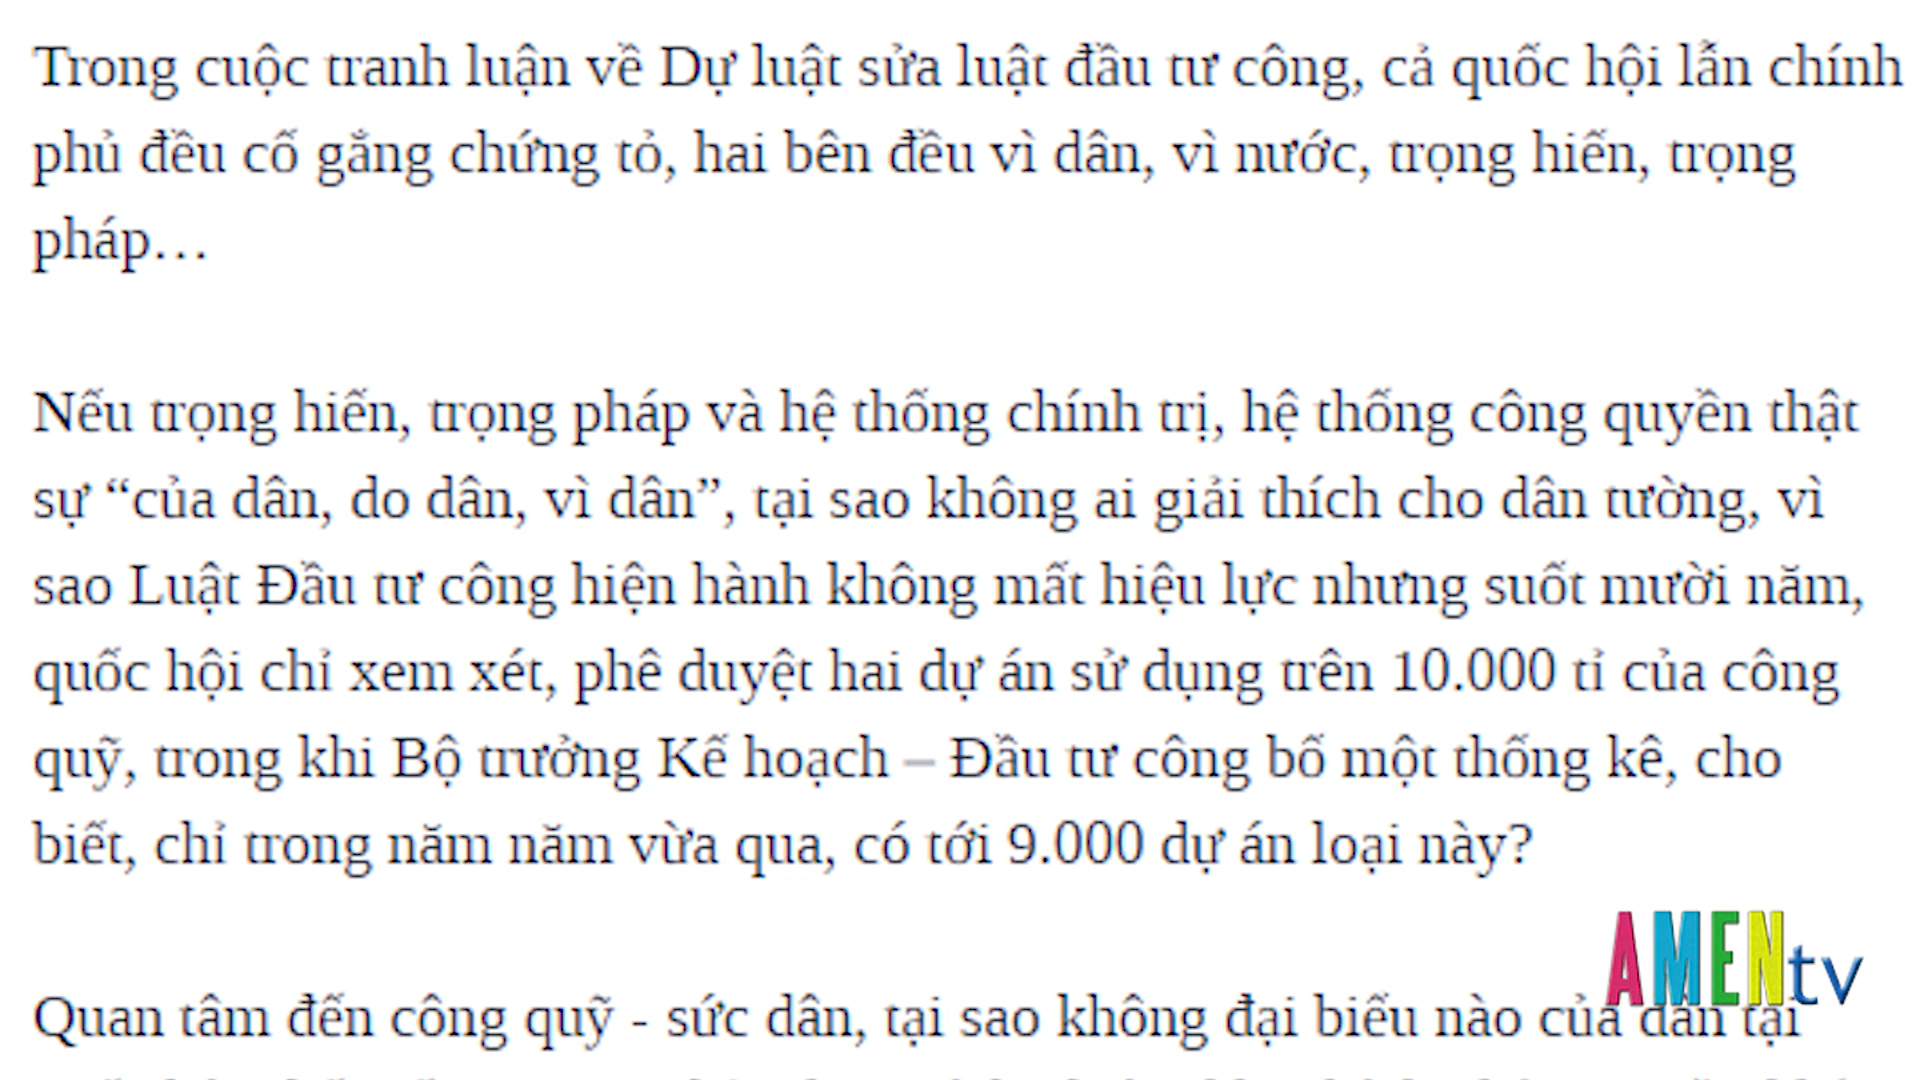 Trong cuộc tranh luận về Dự luật sửa luật đầu tư công, cả quốc hội lẫn chính
phủ đều cố gắng chứng tỏ, hai bên đều vì dân, vì nước, trọng hiến, trọng
pháp…
Nếu trọng hiến, trọng pháp và hệ thống chính trị, hệ thống công quyền thật
sự “của dân, do dân, vì dân”, tại sao không ai giải thích cho dân tường, vì
sao Luật Đầu tư công hiện hành không mất hiệu lực nhưng suốt mười năm,
quốc hội chỉ xem xét, phê duyệt hai dự án sử dụng trên 10.000 tỉ của công
quỹ, trong khi Bộ trưởng Kế hoạch – Đầu tư công bố một thống kê, cho
biết, chỉ trong năm năm vừa qua, có tới 9.000 dự án loại này?
AMENtv
Quan tâm đến công quỹ - sức dân, tại sao không đại biểu nào của dân tại